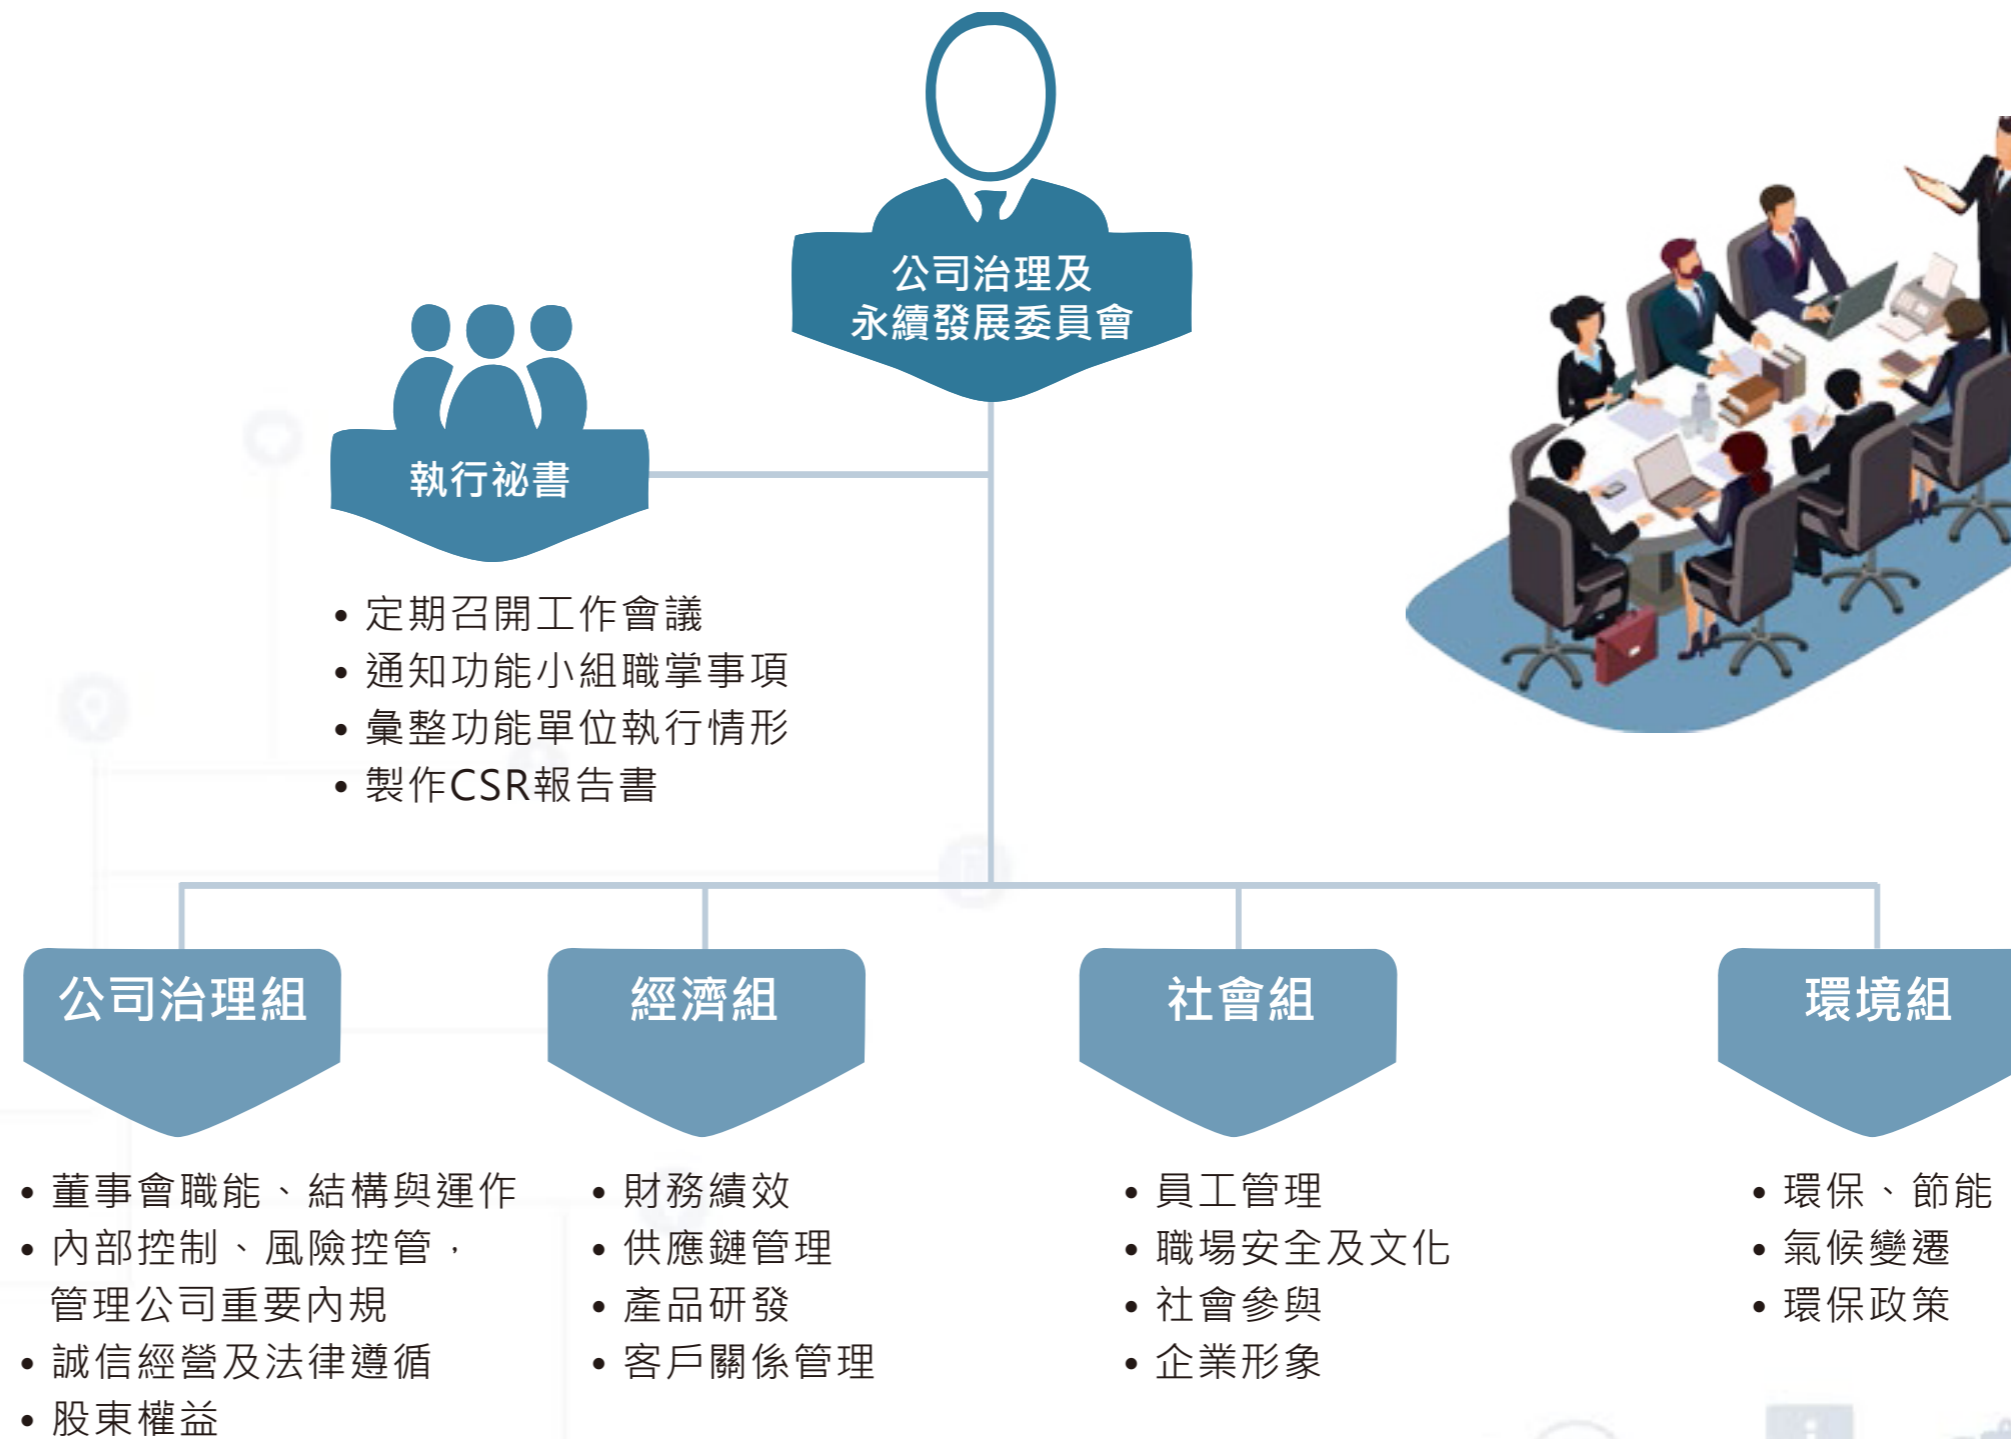 公司治理及
永續發展委員會
執行祕書
• 定期召開工作會議
• 通知功能小組職掌事項
• 彙整功能單位執行情形
• 製作CSR報告書
公司治理組
• 董事會職能、結構與運作
• 內部控制、風險控管，
管理公司重要內規
• 誠信經營及法律遵循
• 股東權益
經濟組
• 財務績效
• 供應鏈管理
• 產品研發
• 客戶關係管理
社會組
• 員工管理
• 職場安全及文化
• 社會參與
• 企業形象
環境組
• 環保、節能
• 氣候變遷
• 環保政策